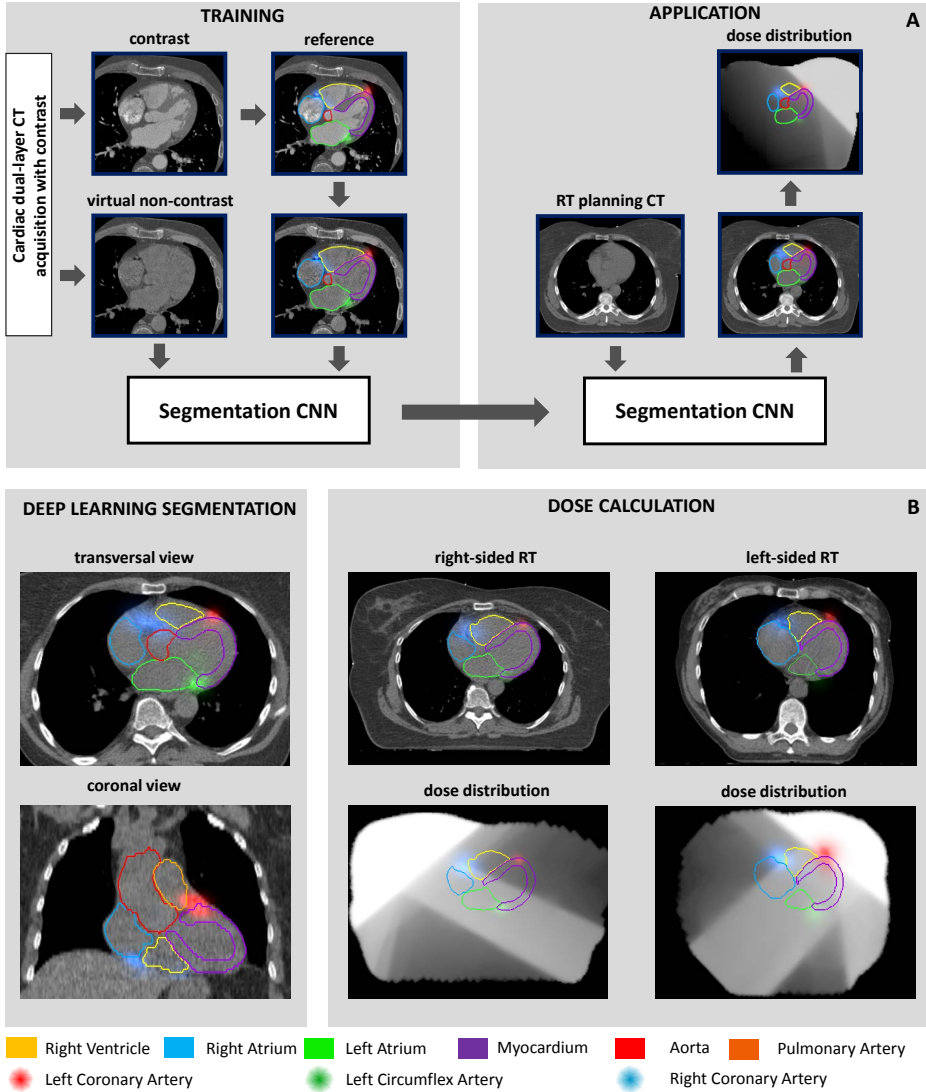 TRAINING
APPLICATION
A
contrast
reference
dose distribution
Cardiac dual-layer CT
acquisition with contrast
virtual non-contrast
RT planning CT
Segmentation CNN
Segmentation CNN
DEEP LEARNING SEGMENTATION
DOSE CALCULATION
B
transversal view
right-sided RT
left-sided RT
coronal view
dose distribution
dose distribution
Right Ventricle
Right Atrium
Left Atrium
Myocardium
Aorta
Pulmonary Artery
Left Coronary Artery
Left Circumflex Artery
Right Coronary Artery